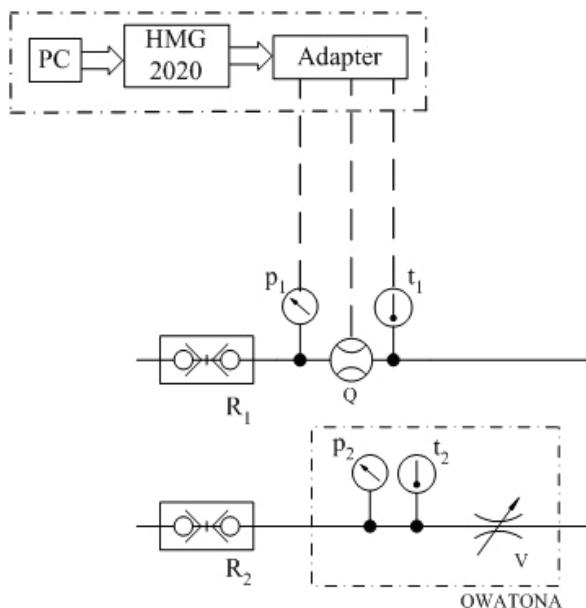 PC
HMG
2020
Adapter
p1
t1
Q
R1
p2
t2
V
R2
OWATONA